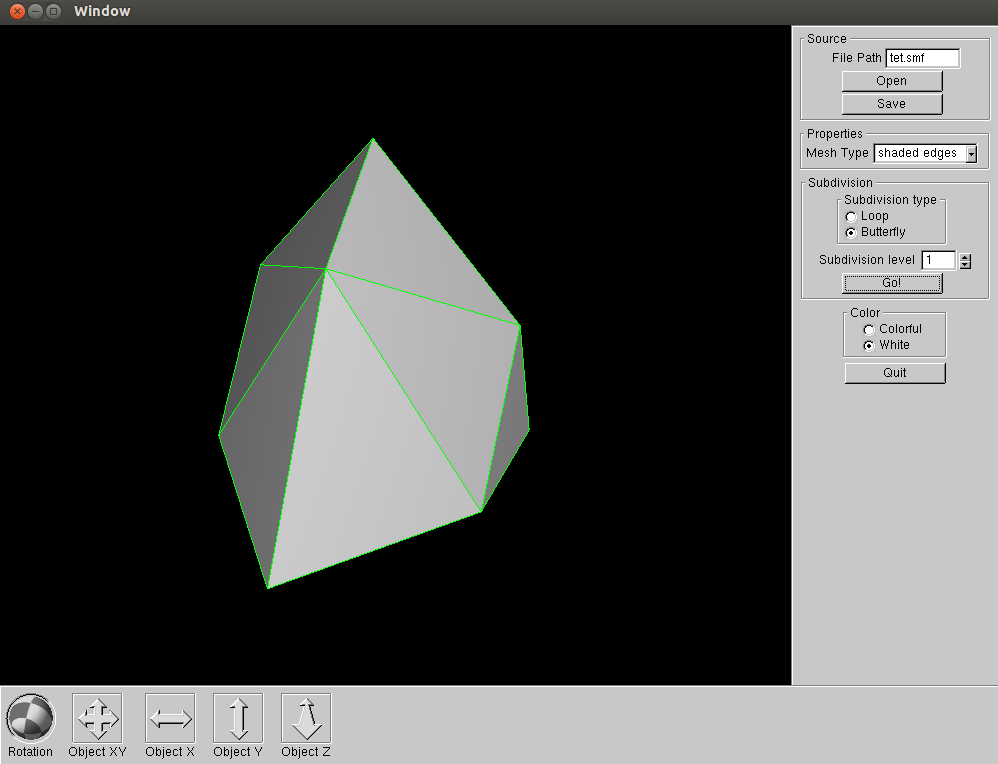 Window
Source
File Path tet.smf
Open
Save
Properties
Mesh Type shaded edges
Subdivision
Subdivision type
Loop
Butterfly
Subdivision level 1
Go!
Color
Colorful
White
Quit
Rotation Object XY Object X Object Y Object Z